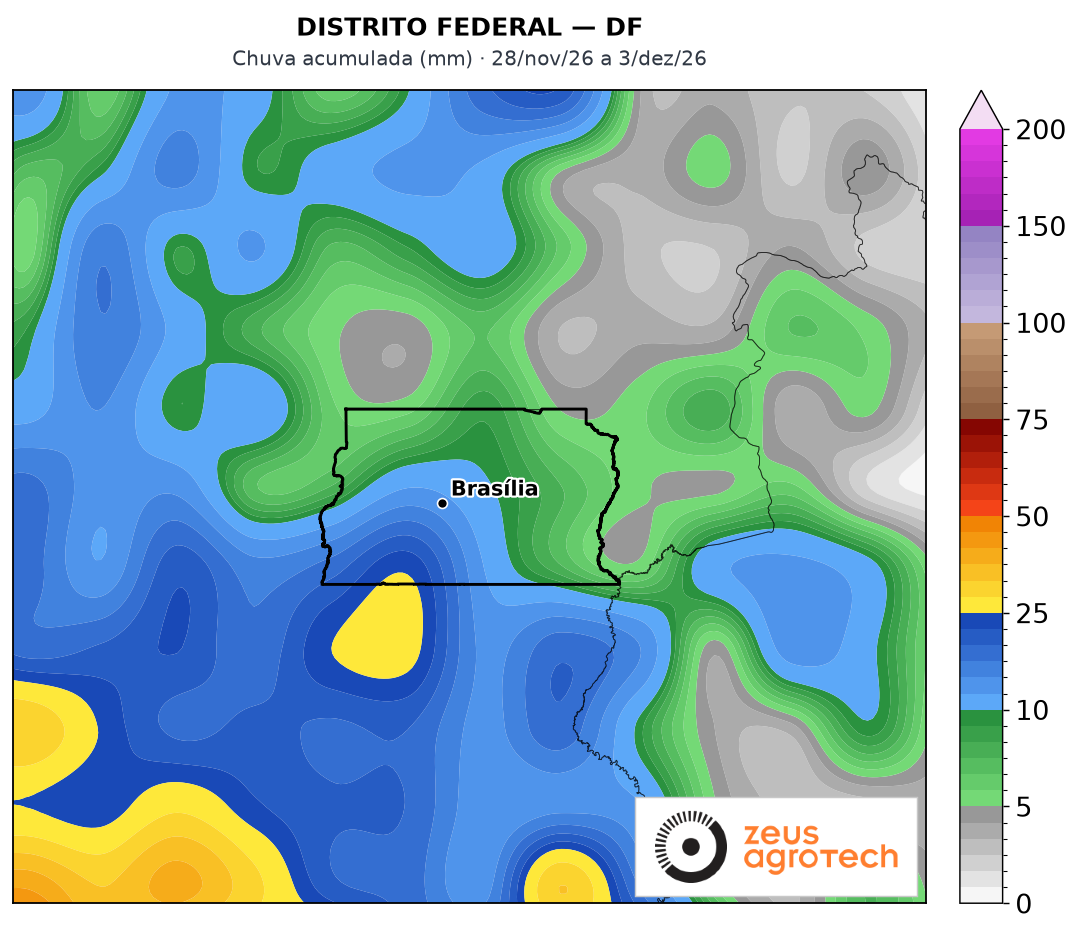 DISTRITO FEDERAL — DF
Chuva acumulada (mm) · 28/nov/26 a 3/dez/26
Brasília
200
150
100
75
50
25
10
5
0
zeus
agrotech